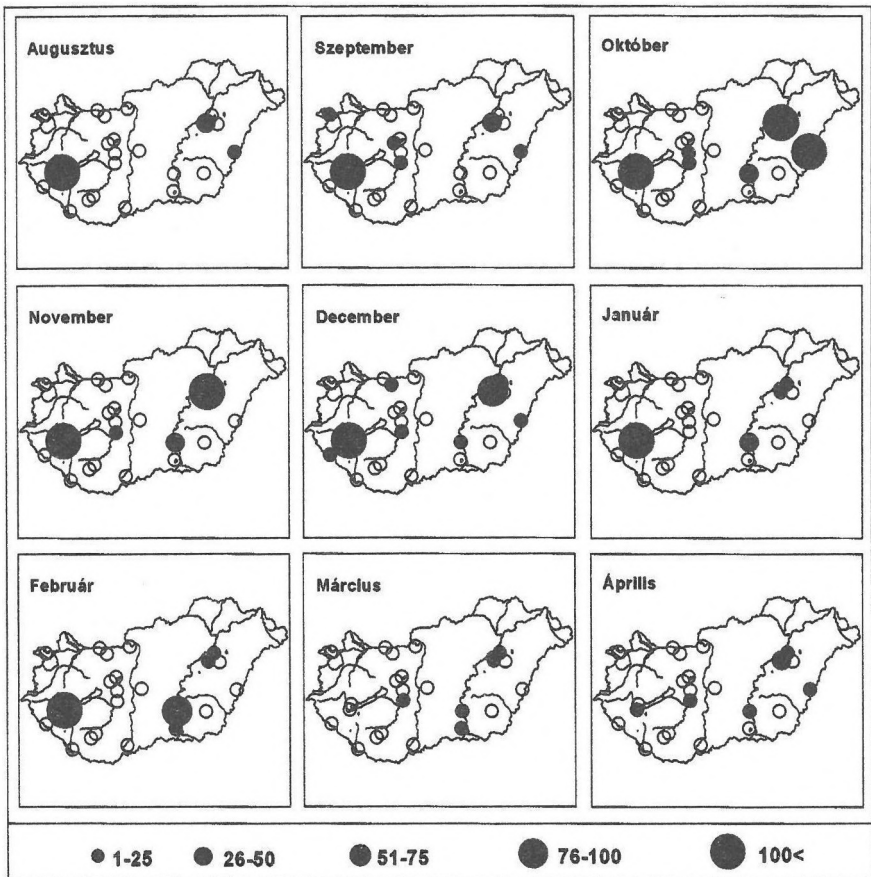 Augusztus Szeptember Október
November December Január
Február Március Április
1-25 26-50 51-75 76-100 100<